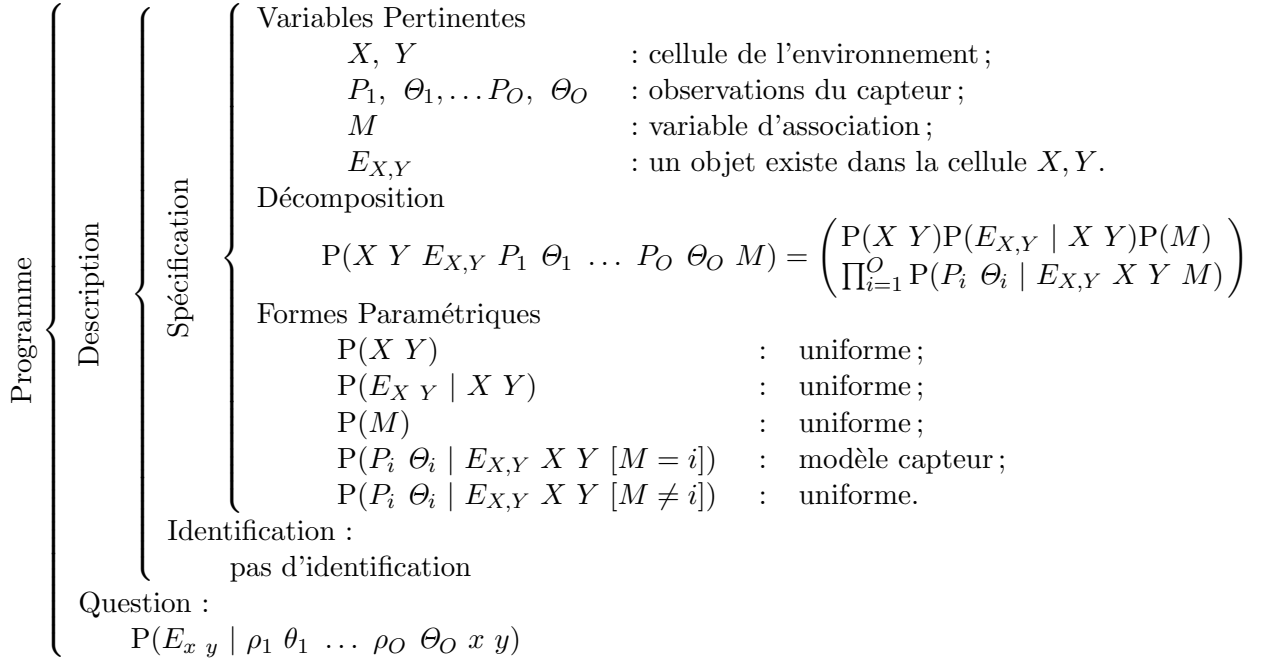 Programme
Description
Spécification
Variables Pertinentes
X, Y : cellule de l'environnement ;
P₁, Θ₁, … P_O, Θ_O : observations du capteur ;
M : variable d'association ;
E_{X,Y} : un objet existe dans la cellule X, Y.
Décomposition
P(X Y E_{X,Y} P₁ Θ₁ … P_O Θ_O M) = ( P(X Y)P(E_{X,Y} | X Y)P(M)
∏_{i=1}^{O} P(P_i Θ_i | E_{X,Y} X Y M) )
Formes Paramétriques
P(X Y) : uniforme ;
P(E_{X Y} | X Y) : uniforme ;
P(M) : uniforme ;
P(P_i Θ_i | E_{X,Y} X Y [M = i]) : modèle capteur ;
P(P_i Θ_i | E_{X,Y} X Y [M ≠ i]) : uniforme.
Identification :
pas d'identification
Question :
P(E_{x y} | ρ₁ θ₁ … ρ_O Θ_O x y)